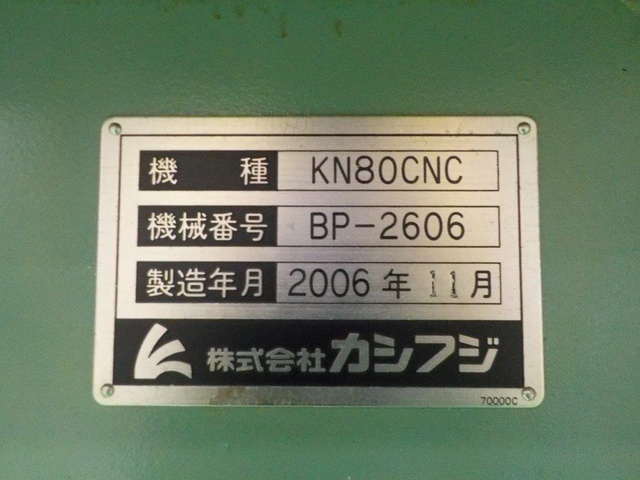 機種 KN80CNC
機械番号 BP-2606
製造年月 2006年11月
株式会社カシフジ
70000C